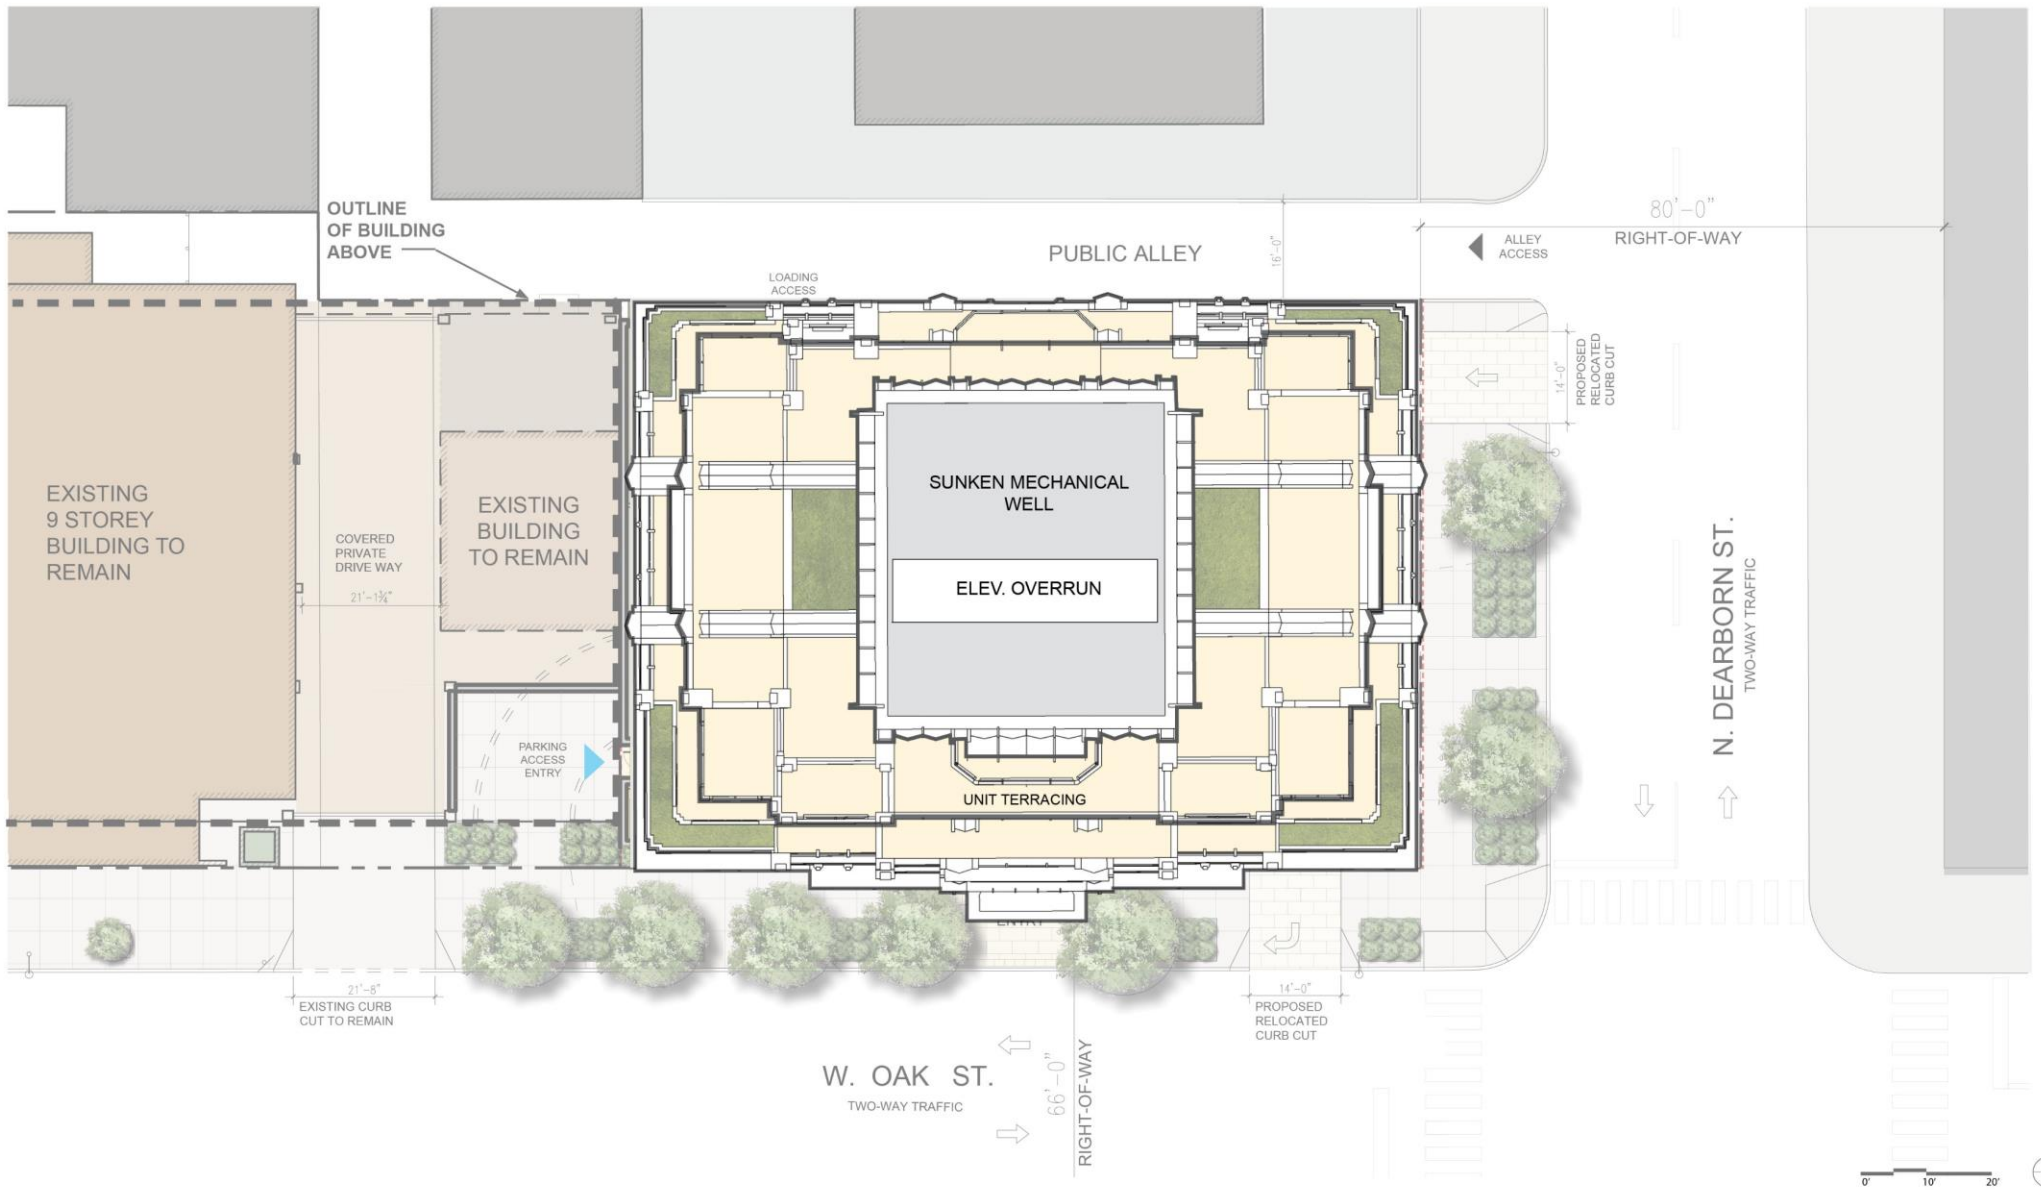 OUTLINE
OF BUILDING
ABOVE
80'-0"
RIGHT-OF-WAY
ALLEY
ACCESS
PUBLIC ALLEY
16'-0"
LOADING
ACCESS
14'-0"
PROPOSED
RELOCATED
CURB CUT
SUNKEN MECHANICAL
WELL
ELEV. OVERRUN
EXISTING
9 STOREY
BUILDING TO
REMAIN
EXISTING
BUILDING
TO REMAIN
COVERED
PRIVATE
DRIVE WAY
21'-1¾"
N. DEARBORN ST.
TWO-WAY TRAFFIC
PARKING
ACCESS
ENTRY
UNIT TERRACING
ENTRY
21'-8"
EXISTING CURB
CUT TO REMAIN
14'-0"
PROPOSED
RELOCATED
CURB CUT
W. OAK ST.
TWO-WAY TRAFFIC
66'-0"
RIGHT-OF-WAY
0' 10' 20'